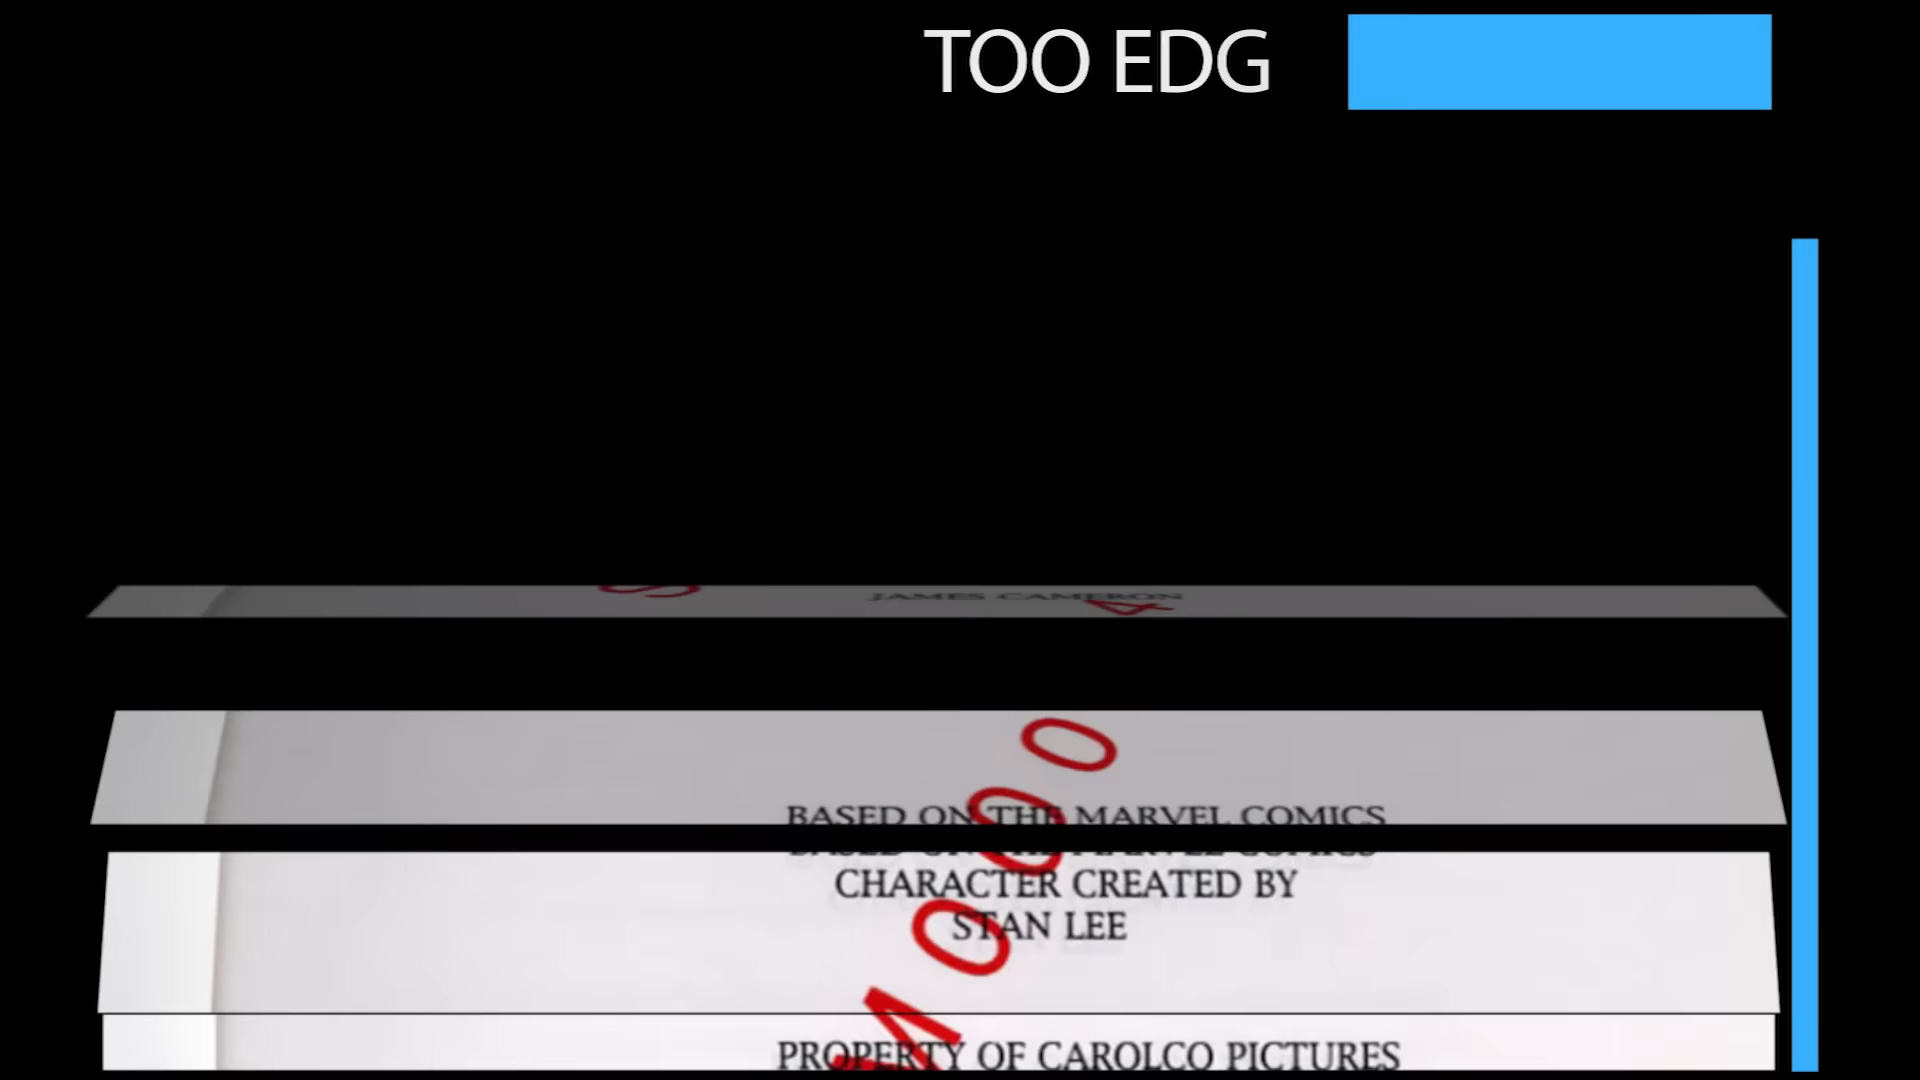 TOO EDG
JAMES CAMERON
BASED ON THE MARVEL COMICS
CHARACTER CREATED BY
STAN LEE
PROPERTY OF CAROLCO PICTURES